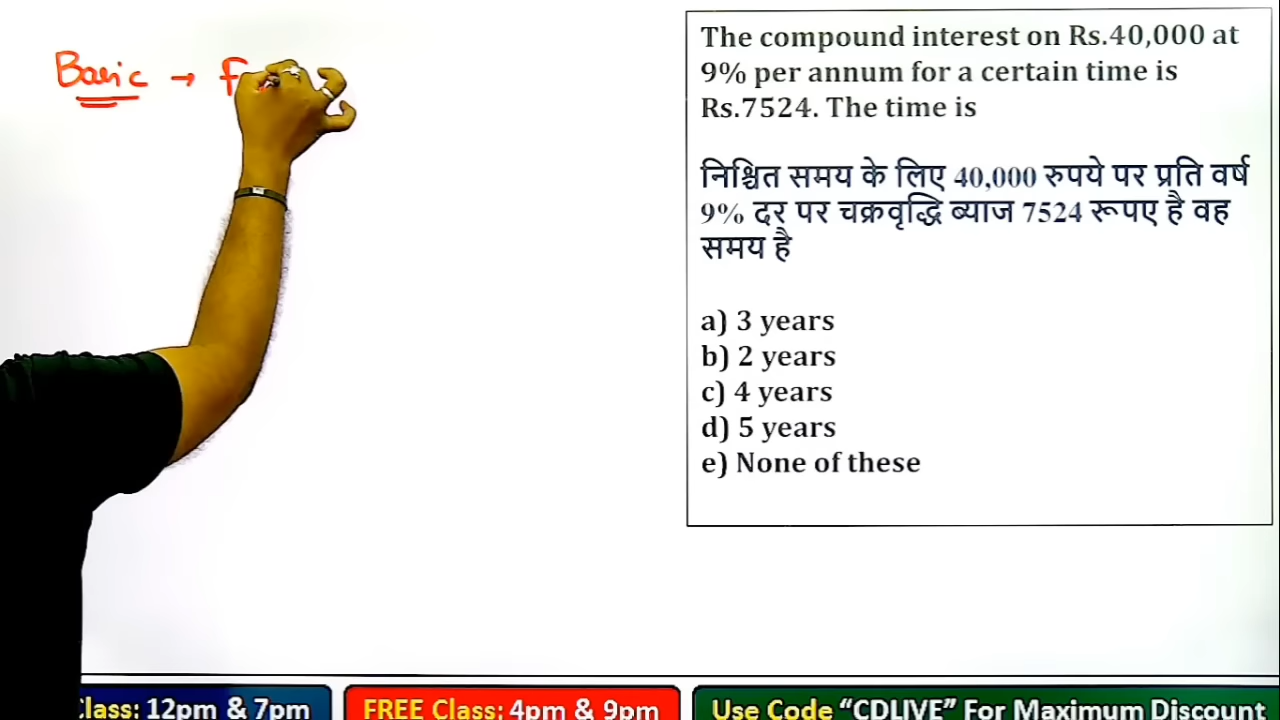 Basic → F
The compound interest on Rs.40,000 at
9% per annum for a certain time is
Rs.7524. The time is
निश्चित समय के लिए 40,000 रुपये पर प्रति वर्ष
9% दर पर चक्रवृद्धि ब्याज 7524 रूपए है वह
समय है
a) 3 years
b) 2 years
c) 4 years
d) 5 years
e) None of these
Class: 12pm & 7pm
FREE Class: 4pm & 9pm
Use Code “CDLIVE” For Maximum Discount